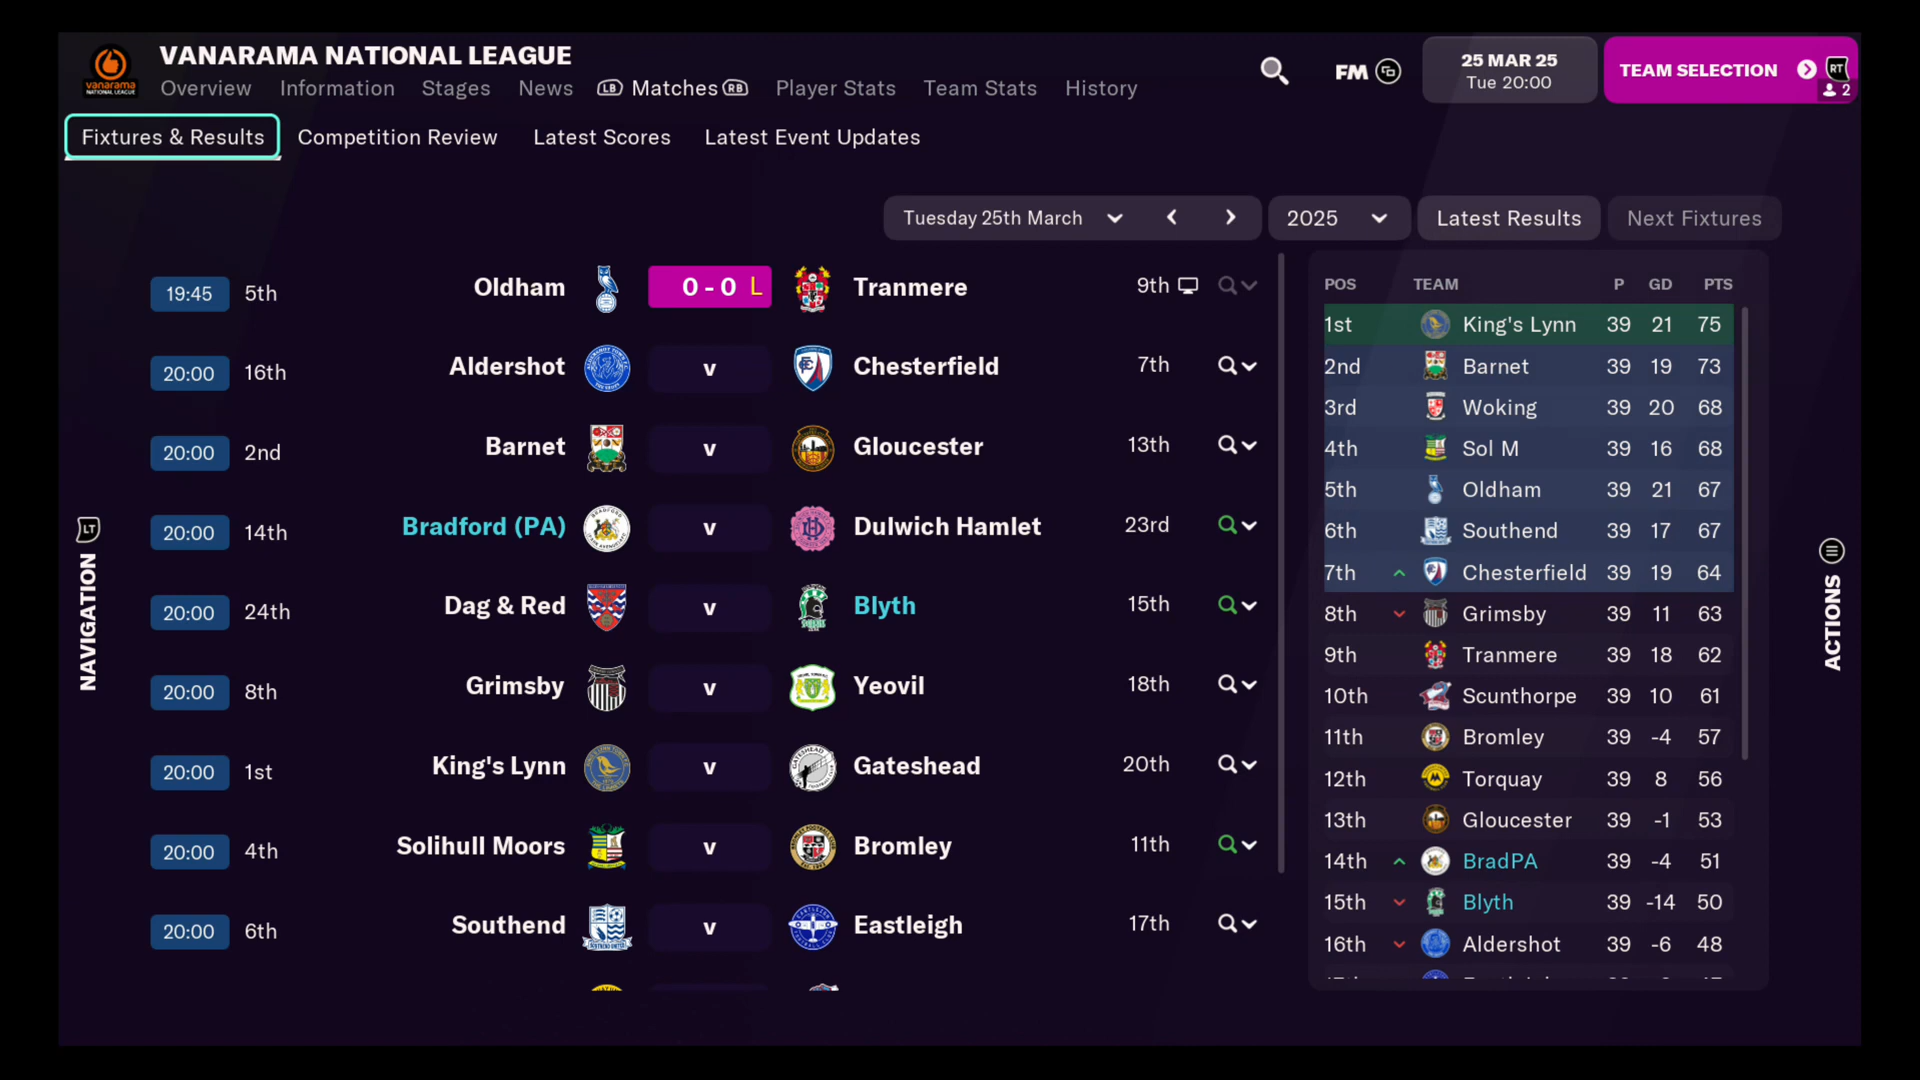 VANARAMA NATIONAL LEAGUE
Overview Information Stages News LB Matches RB Player Stats Team Stats History
FM
25 MAR 25
Tue 20:00
TEAM SELECTION RT
2
vanarama
NATIONAL LEAGUE
Fixtures & Results Competition Review Latest Scores Latest Event Updates
Tuesday 25th March 2025 Latest Results Next Fixtures
19:45 5th Oldham 0 - 0 L Tranmere 9th
20:00 16th Aldershot v Chesterfield 7th
20:00 2nd Barnet v Gloucester 13th
20:00 14th Bradford (PA) v Dulwich Hamlet 23rd
20:00 24th Dag & Red v Blyth 15th
20:00 8th Grimsby v Yeovil 18th
20:00 1st King's Lynn v Gateshead 20th
20:00 4th Solihull Moors v Bromley 11th
20:00 6th Southend v Eastleigh 17th
POS TEAM P GD PTS
1st King's Lynn 39 21 75
2nd Barnet 39 19 73
3rd Woking 39 20 68
4th Sol M 39 16 68
5th Oldham 39 21 67
6th Southend 39 17 67
7th Chesterfield 39 19 64
8th Grimsby 39 11 63
9th Tranmere 39 18 62
10th Scunthorpe 39 10 61
11th Bromley 39 -4 57
12th Torquay 39 8 56
13th Gloucester 39 -1 53
14th BradPA 39 -4 51
15th Blyth 39 -14 50
16th Aldershot 39 -6 48
LT
NAVIGATION
ACTIONS